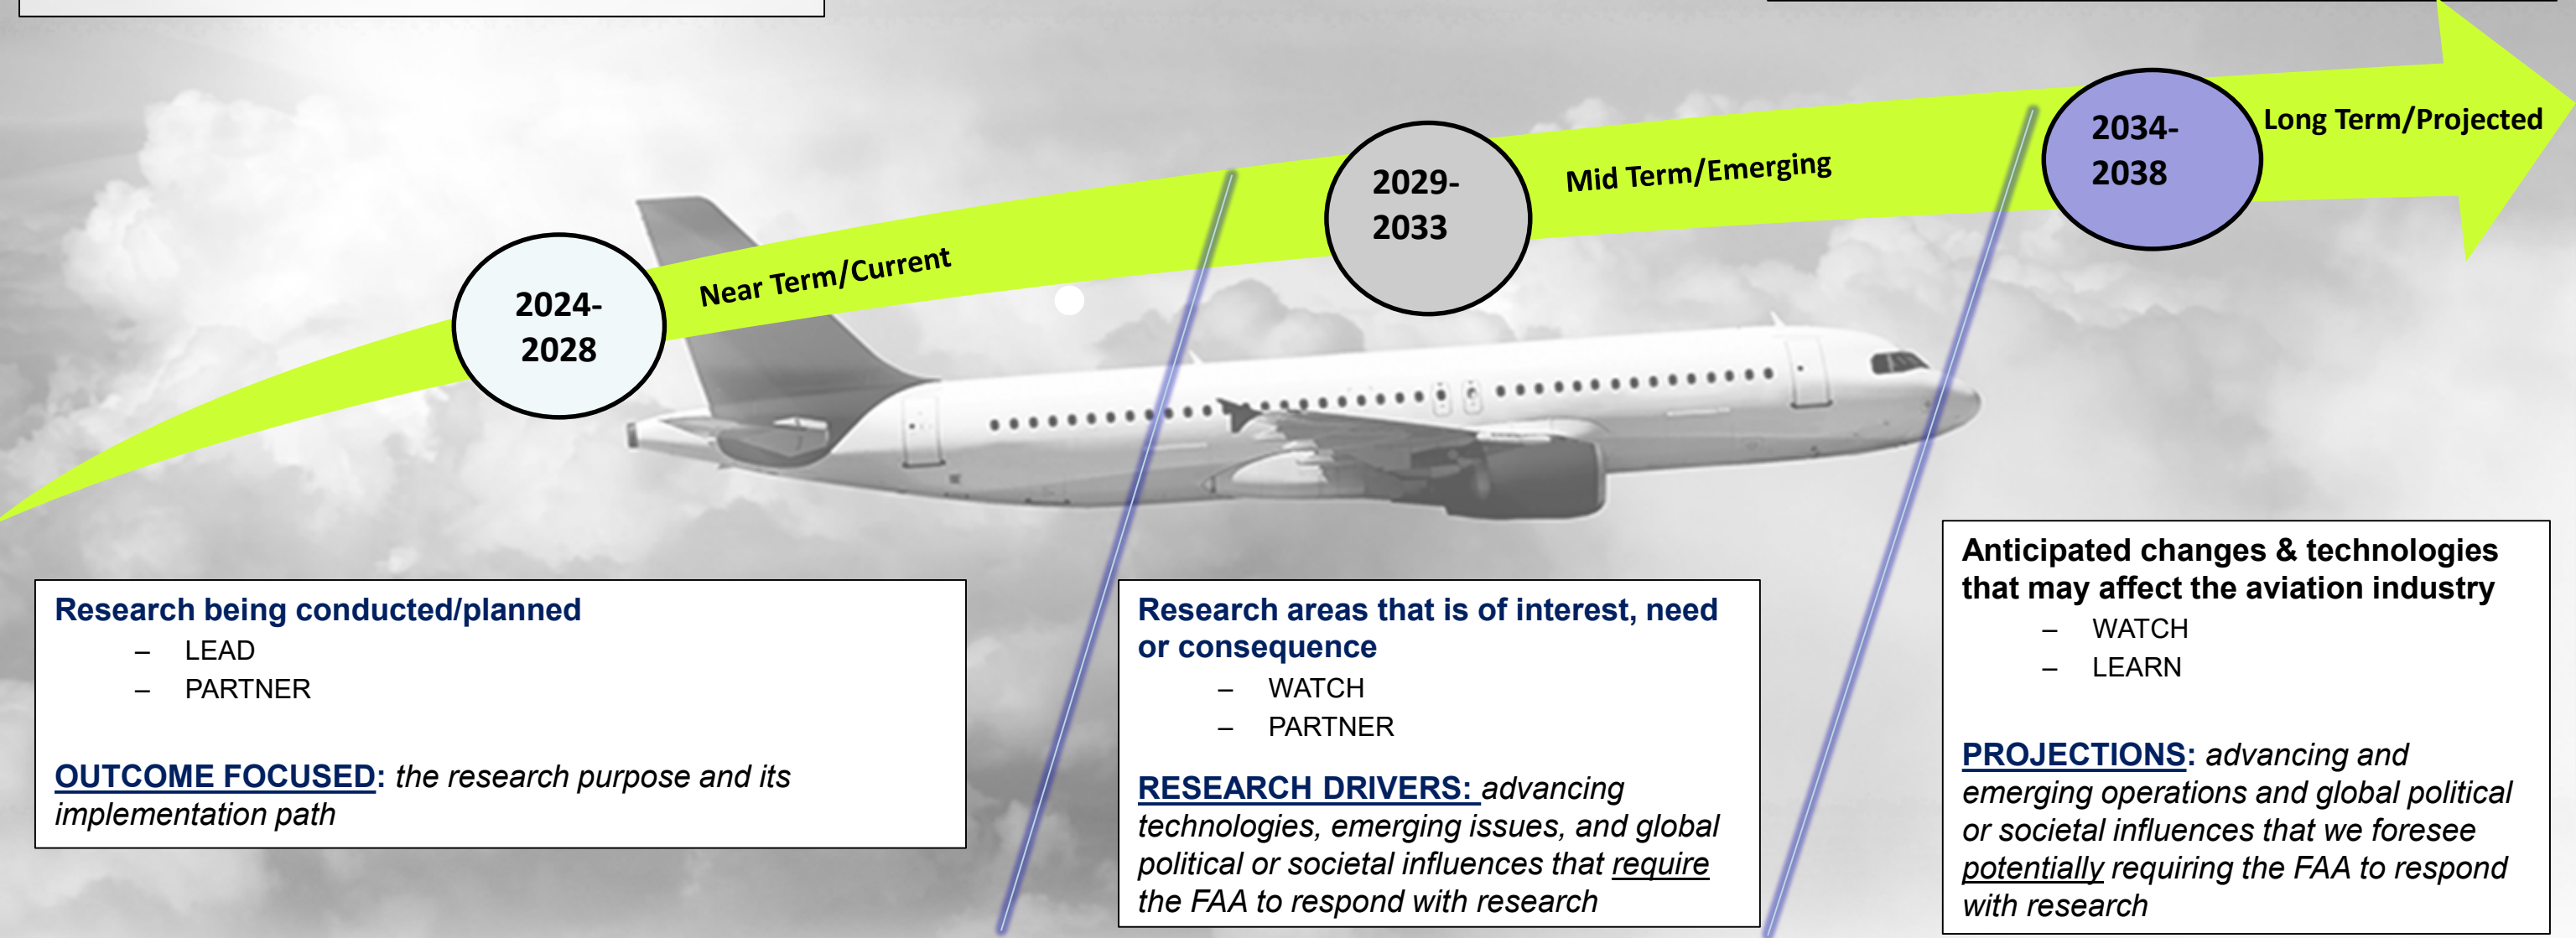 2024-
2028
Near Term/Current
2029-
2033
Mid Term/Emerging
2034-
2038
Long Term/Projected
Research being conducted/planned
– LEAD
– PARTNER
OUTCOME FOCUSED: the research purpose and its
implementation path
Research areas that is of interest, need
or consequence
– WATCH
– PARTNER
RESEARCH DRIVERS: advancing
technologies, emerging issues, and global
political or societal influences that require
the FAA to respond with research
Anticipated changes & technologies
that may affect the aviation industry
– WATCH
– LEARN
PROJECTIONS: advancing and
emerging operations and global political
or societal influences that we foresee
potentially requiring the FAA to respond
with research